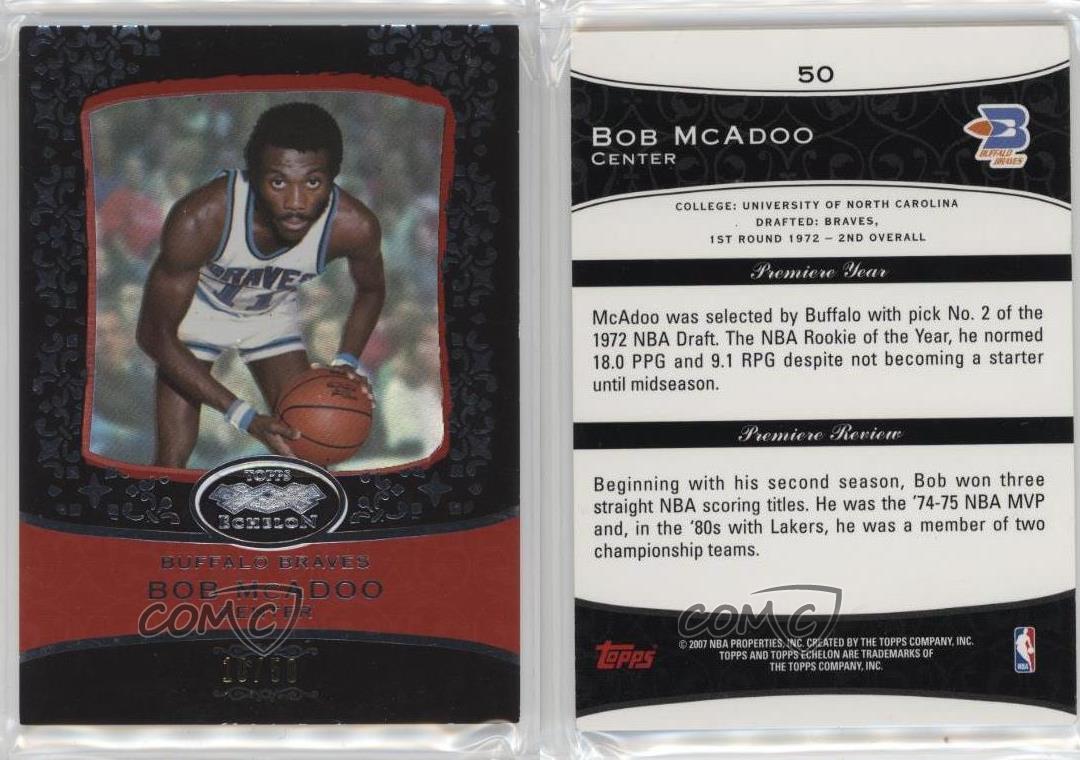 BRAVES
11
TOPPS
ECHELON
BUFFALO BRAVES
BOB MCADOO
CENTER
COMC
50
BOB MCADOO
CENTER
B
BUFFALO
BRAVES
COLLEGE: UNIVERSITY OF NORTH CAROLINA
DRAFTED: BRAVES,
1ST ROUND 1972 – 2ND OVERALL
Premiere Year
McAdoo was selected by Buffalo with pick No. 2 of the
1972 NBA Draft. The NBA Rookie of the Year, he normed
18.0 PPG and 9.1 RPG despite not becoming a starter
until midseason.
Premiere Review
Beginning with his second season, Bob won three
straight NBA scoring titles. He was the '74-75 NBA MVP
and, in the '80s with Lakers, he was a member of two
championship teams.
COMC
Topps
© 2007 NBA PROPERTIES, INC. CREATED BY THE TOPPS COMPANY, INC.
TOPPS AND TOPPS ECHELON ARE TRADEMARKS OF
THE TOPPS COMPANY, INC.
NBA